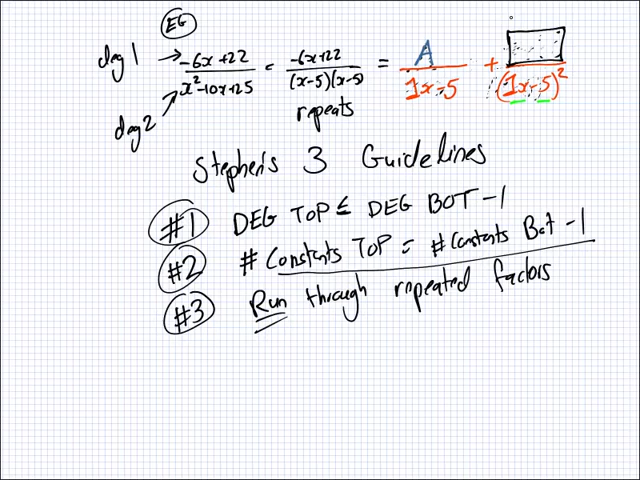 EG
deg 1 → -6x+22 / x²-10x+25 = -6x+22 / (x-5)(x-5) = A / 1x-5 + / (1x-5)²
deg 2
repeats
Stephen's 3 Guidelines
#1 DEG TOP ≤ DEG BOT -1
#2 # Constants TOP = # Constants Bot -1
#3 Run through repeated factors